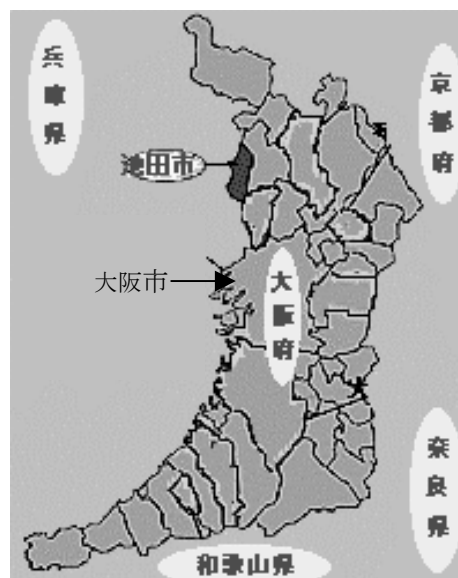 兵庫県
京都府
池田市
大阪市
大阪府
奈良県
和歌山県